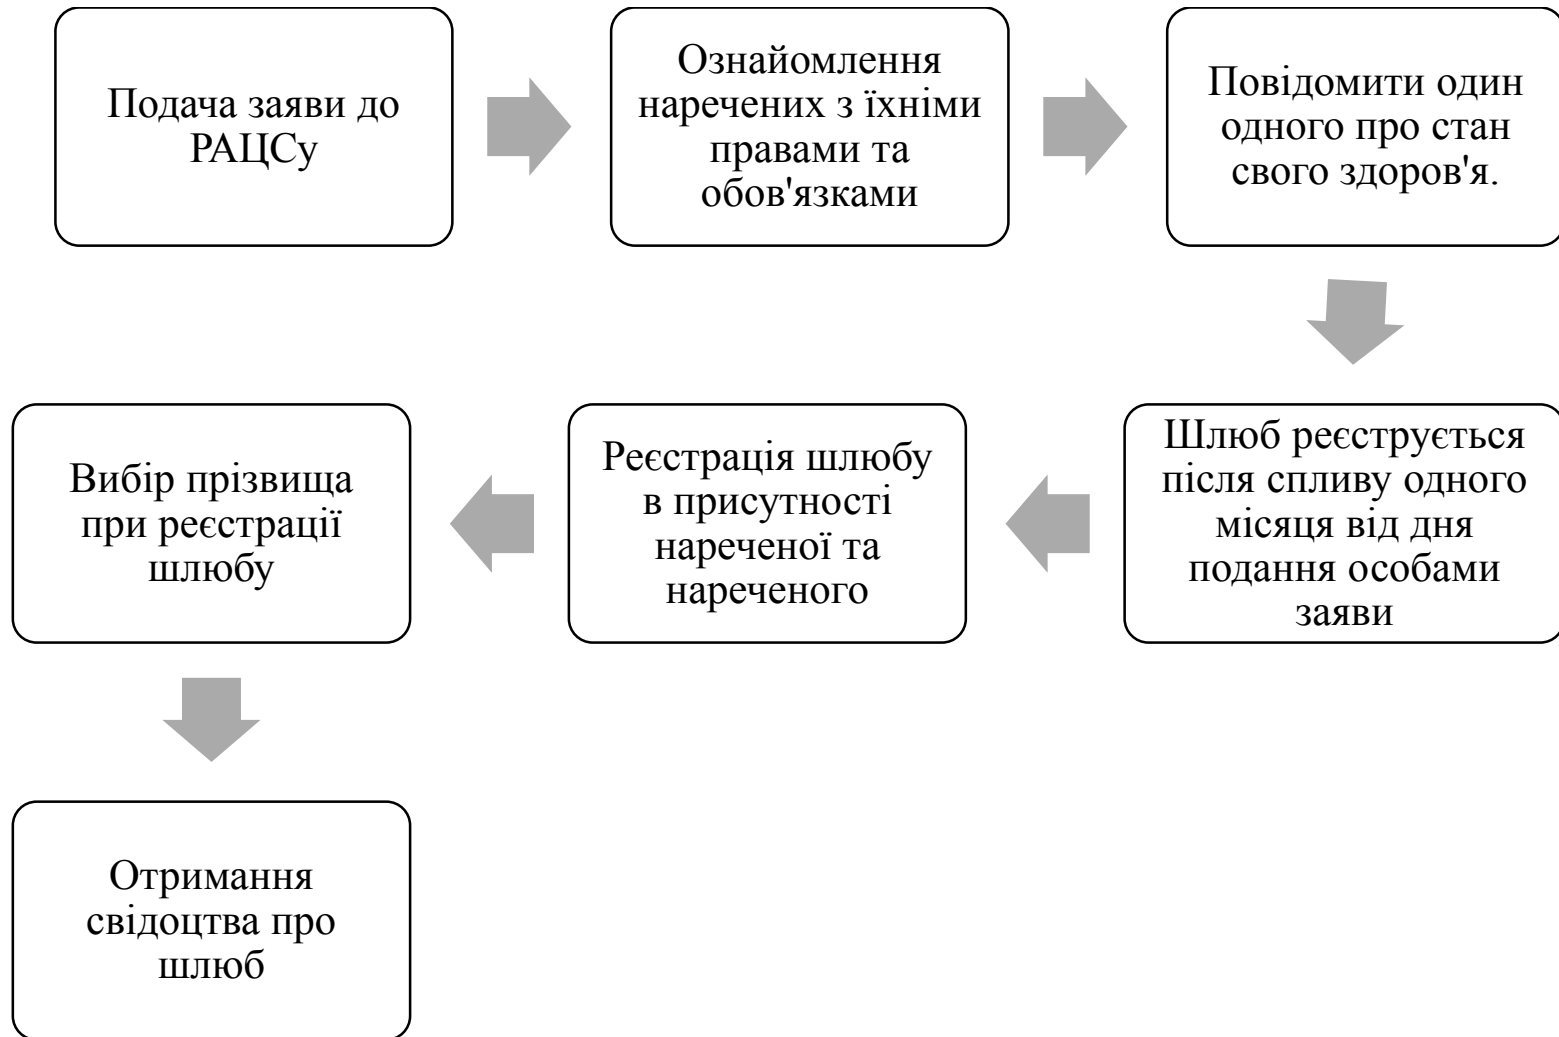 Подача заяви до
РАЦСу
Ознайомлення
наречених з їхніми
правами та
обов'язками
Повідомити один
одного про стан
свого здоров'я.
Шлюб реєструється
після спливу одного
місяця від дня
подання особами
заяви
Реєстрація шлюбу
в присутності
нареченої та
нареченого
Вибір прізвища
при реєстрації
шлюбу
Отримання
свідоцтва про
шлюб